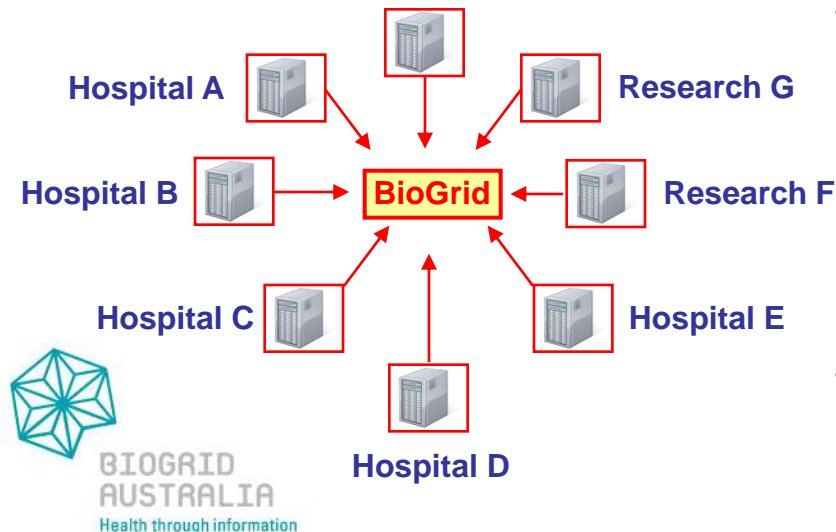 Hospital A
Research G
Hospital B
BioGrid
Research F
Hospital C
Hospital E
Hospital D
BIOGRID
AUSTRALIA
Health through information